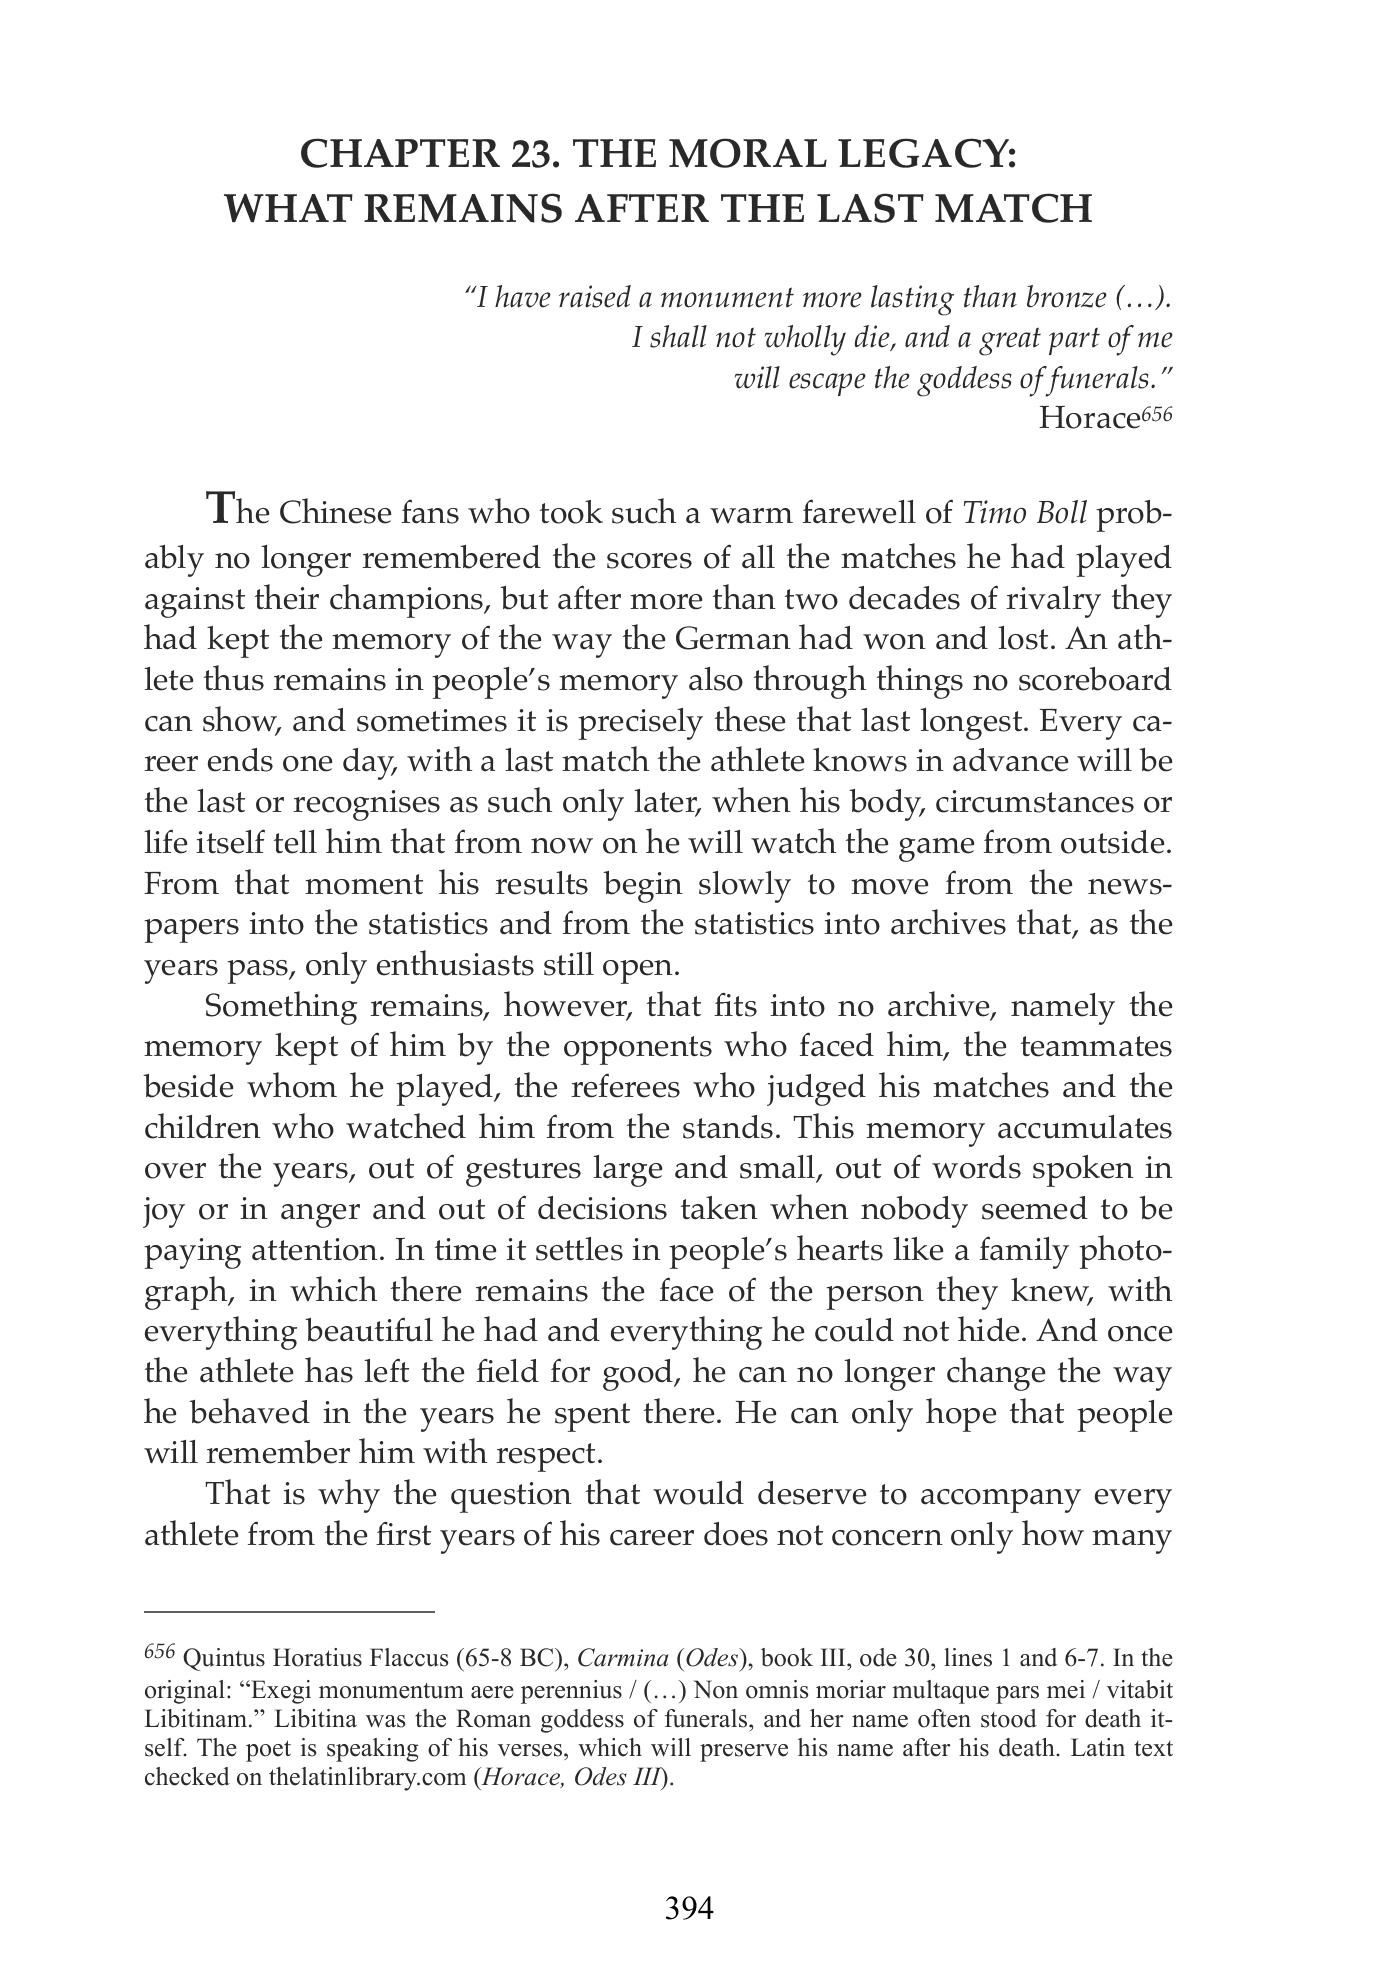 CHAPTER 23. THE MORAL LEGACY:
WHAT REMAINS AFTER THE LAST MATCH
“I have raised a monument more lasting than bronze (…).
I shall not wholly die, and a great part of me
will escape the goddess of funerals.”
Horace656
The Chinese fans who took such a warm farewell of Timo Boll prob-
ably no longer remembered the scores of all the matches he had played
against their champions, but after more than two decades of rivalry they
had kept the memory of the way the German had won and lost. An ath-
lete thus remains in people’s memory also through things no scoreboard
can show, and sometimes it is precisely these that last longest. Every ca-
reer ends one day, with a last match the athlete knows in advance will be
the last or recognises as such only later, when his body, circumstances or
life itself tell him that from now on he will watch the game from outside.
From that moment his results begin slowly to move from the news-
papers into the statistics and from the statistics into archives that, as the
years pass, only enthusiasts still open.
Something remains, however, that fits into no archive, namely the
memory kept of him by the opponents who faced him, the teammates
beside whom he played, the referees who judged his matches and the
children who watched him from the stands. This memory accumulates
over the years, out of gestures large and small, out of words spoken in
joy or in anger and out of decisions taken when nobody seemed to be
paying attention. In time it settles in people’s hearts like a family photo-
graph, in which there remains the face of the person they knew, with
everything beautiful he had and everything he could not hide. And once
the athlete has left the field for good, he can no longer change the way
he behaved in the years he spent there. He can only hope that people
will remember him with respect.
That is why the question that would deserve to accompany every
athlete from the first years of his career does not concern only how many
656 Quintus Horatius Flaccus (65-8 BC), Carmina (Odes), book III, ode 30, lines 1 and 6-7. In the
original: “Exegi monumentum aere perennius / (…) Non omnis moriar multaque pars mei / vitabit
Libitinam.” Libitina was the Roman goddess of funerals, and her name often stood for death it-
self. The poet is speaking of his verses, which will preserve his name after his death. Latin text
checked on thelatinlibrary.com (Horace, Odes III).
394